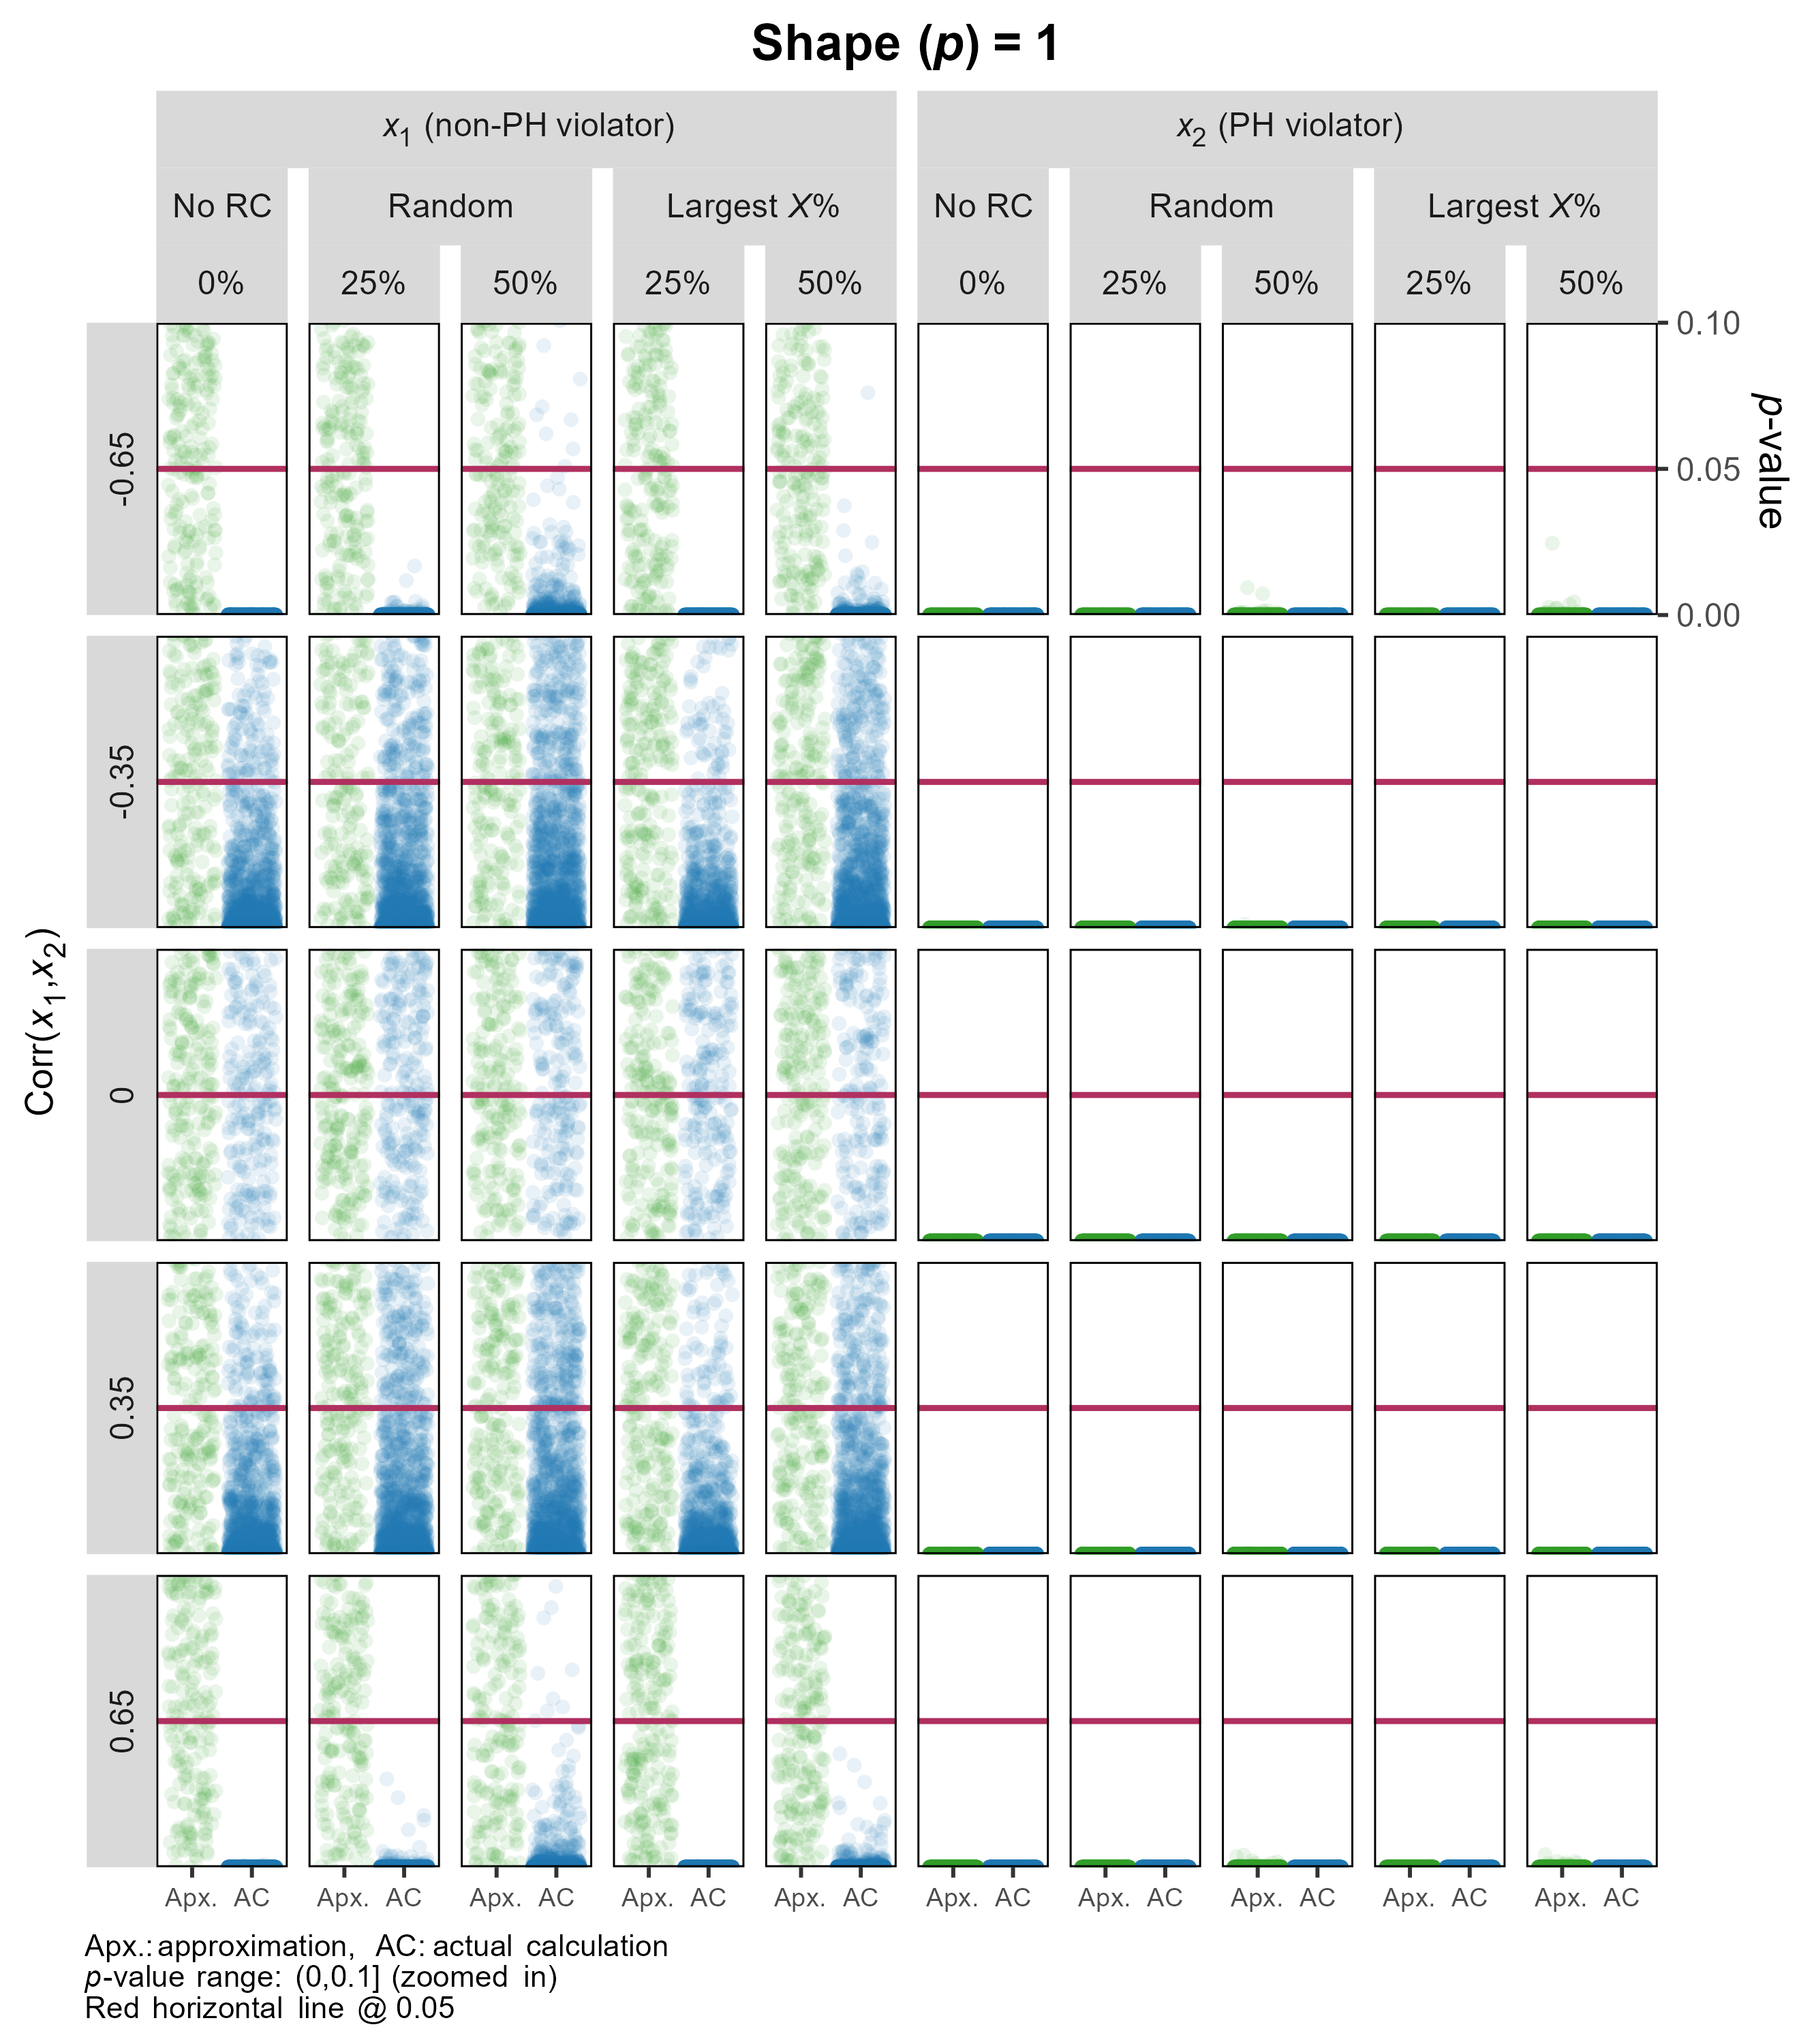 Shape (p) = 1
x1 (non-PH violator) x2 (PH violator)
No RC Random Largest X% No RC Random Largest X%
0% 25% 50% 25% 50% 0% 25% 50% 25% 50%
0.10
0.05
0.00
p-value
-0.65
-0.35
0
0.35
0.65
Corr(x1,x2)
Apx. AC Apx. AC Apx. AC Apx. AC Apx. AC Apx. AC Apx. AC Apx. AC Apx. AC Apx. AC
Apx.: approximation, AC: actual calculation
p-value range: (0,0.1] (zoomed in)
Red horizontal line @ 0.05